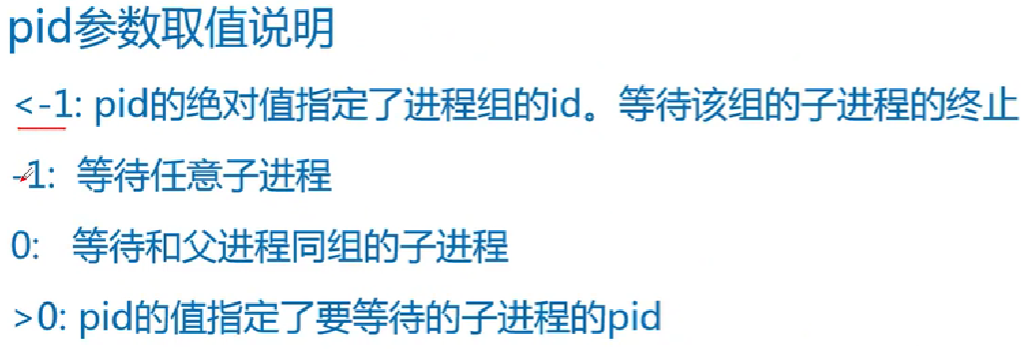 pid参数取值说明
<-1: pid的绝对值指定了进程组的id。等待该组的子进程的终止
-1: 等待任意子进程
0: 等待和父进程同组的子进程
>0: pid的值指定了要等待的子进程的pid